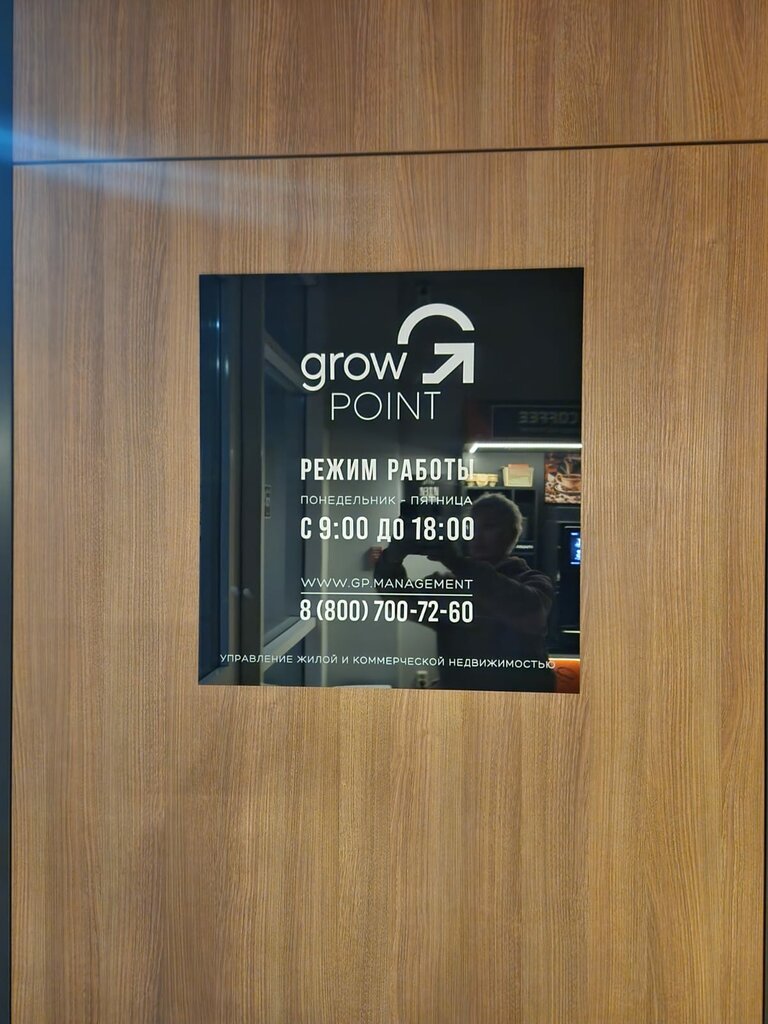 grow
POINT
РЕЖИМ РАБОТЫ
ПОНЕДЕЛЬНИК - ПЯТНИЦА
С 9:00 ДО 18:00
WWW.GP.MANAGEMENT
8 (800) 700-72-60
УПРАВЛЕНИЕ ЖИЛОЙ И КОММЕРЧЕСКОЙ НЕДВИЖИМОСТЬЮ
COFFEE